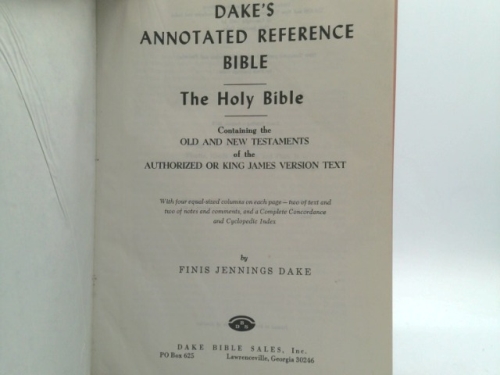 DAKE'S
ANNOTATED REFERENCE
BIBLE
The Holy Bible
Containing the
OLD AND NEW TESTAMENTS
of the
AUTHORIZED OR KING JAMES VERSION TEXT
With four equal-sized columns on each page—two of text and
two of notes and comments, and a Complete Concordance
and Cyclopedic Index
by
FINIS JENNINGS DAKE
DAKE BIBLE SALES, Inc.
PO Box 625 Lawrenceville, Georgia 30246